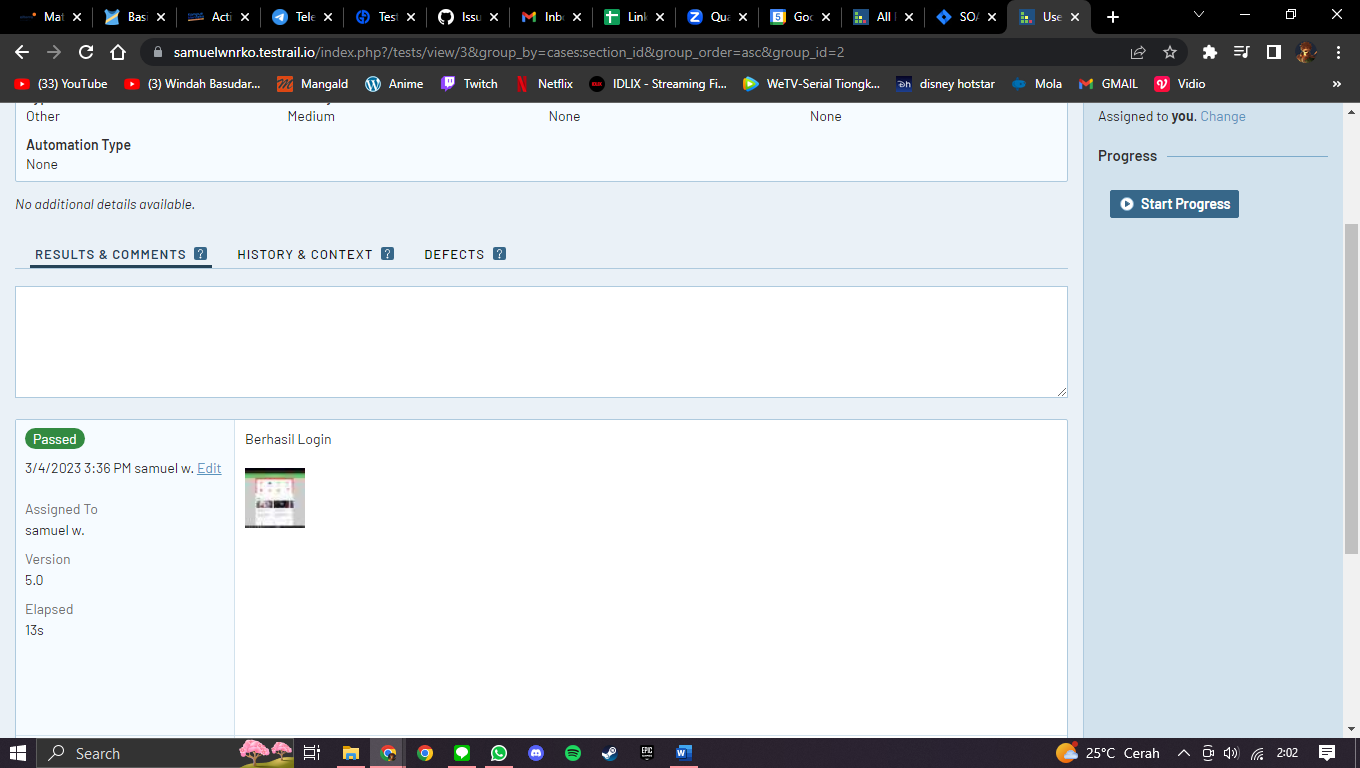 Mat
Basi
Acti
Tele
Test
Issu
Inbo
Link
Qua
Goo
All
SOA
Use
samuelwnrko.testrail.io/index.php?/tests/view/3&group_by=cases:section_id&group_order=asc&group_id=2
(33) YouTube
(3) Windah Basudar...
Mangald
Anime
Twitch
Netflix
IDLIX - Streaming Fi...
WeTV-Serial Tiongk...
disney hotstar
Mola
GMAIL
Vidio
»
Other
Medium
None
None
Automation Type
None
No additional details available.
Assigned to you. Change
Progress
Start Progress
RESULTS & COMMENTS ?
HISTORY & CONTEXT ?
DEFECTS ?
Passed
3/4/2023 3:36 PM samuel w. Edit
Assigned To
samuel w.
Version
5.0
Elapsed
13s
Berhasil Login
Search
25°C Cerah
2:02